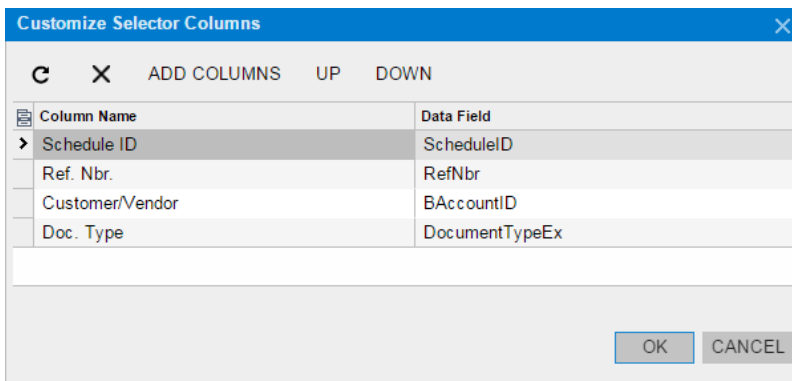 Customize Selector Columns
ADD COLUMNS UP DOWN
Column Name Data Field
Schedule ID ScheduleID
Ref. Nbr. RefNbr
Customer/Vendor BAccountID
Doc. Type DocumentTypeEx
OK CANCEL